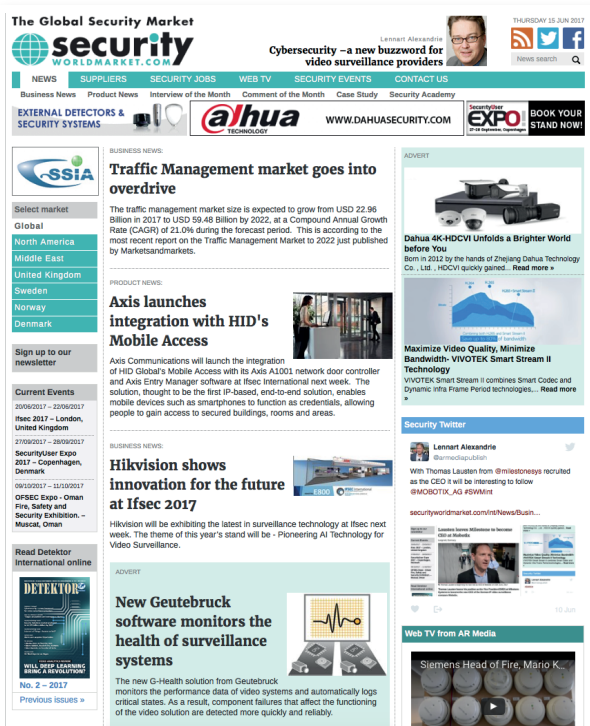 The Global Security Market
security
WORLDMARKET.COM
Lennart Alexandrie
Cybersecurity –a new buzzword for
video surveillance providers
THURSDAY 15 JUN 2017
News search
NEWS SUPPLIERS SECURITY JOBS WEB TV SECURITY EVENTS CONTACT US
Business News Product News Interview of the Month Comment of the Month Case Study Security Academy
EXTERNAL DETECTORS &
SECURITY SYSTEMS
alhua
TECHNOLOGY
WWW.DAHUASECURITY.COM
SecurityUser
EXPO
27-28 September, Copenhagen
BOOK YOUR
STAND NOW!
SSIA
Select market
Global
North America
Middle East
United Kingdom
Sweden
Norway
Denmark
Sign up to our
newsletter
Current Events
20/06/2017 – 22/06/2017
Ifsec 2017 – London,
United Kingdom
27/09/2017 – 28/09/2017
SecurityUser Expo
2017 – Copenhagen,
Denmark
09/10/2017 – 11/10/2017
OFSEC Expo - Oman
Fire, Safety and
Security Exhibition. –
Muscat, Oman
Read Detektor
International online
DETEKTOR
WILL DEEP LEARNING
BRING A REVOLUTION?
No. 2 – 2017
Previous issues »
BUSINESS NEWS:
Traffic Management market goes into
overdrive
The traffic management market size is expected to grow from USD 22.96
Billion in 2017 to USD 59.48 Billion by 2022, at a Compound Annual Growth
Rate (CAGR) of 21.0% during the forecast period. This is according to the
most recent report on the Traffic Management Market to 2022 just published
by Marketsandmarkets.
PRODUCT NEWS:
Axis launches
integration with HID's
Mobile Access
Axis Communications will launch the integration
of HID Global's Mobile Access with its Axis A1001 network door controller
and Axis Entry Manager software at Ifsec International next week. The
solution, thought to be the first IP-based, end-to-end solution, enables
mobile devices such as smartphones to function as credentials, allowing
people to gain access to secured buildings, rooms and areas.
BUSINESS NEWS:
Hikvision shows
innovation for the future
at Ifsec 2017
E800
Hikvision will be exhibiting the latest in surveillance technology at Ifsec next
week. The theme of this year's stand will be - Pioneering AI Technology for
Video Surveillance.
ADVERT
New Geutebruck
software monitors the
health of surveillance
systems
The new G-Health solution from Geutebruck
monitors the performance data of video systems and automatically logs
critical states. As a result, component failures that affect the functioning
of the video solution are detected more quickly and reliably.
ADVERT
Dahua 4K-HDCVI Unfolds a Brighter World
before You
Born in 2012 by the hands of Zhejiang Dahua Technology
Co. , Ltd. , HDCVI quickly gained... Read more »
Maximize Video Quality, Minimize
Bandwidth- VIVOTEK Smart Stream II
Technology
VIVOTEK Smart Stream II combines Smart Codec and
Dynamic Infra Frame Period technologies,... Read more
»
Security Twitter
Lennart Alexandrie
@armediapublish
With Thomas Lausten from @milestonesys recruited
as the CEO it will be interesting to follow
@MOBOTIX_AG #SWMint
securityworldmarket.com/Int/News/Busin...
Lausten leaves Milestone to become
CEO at Mobotix
10 Jun
Web TV from AR Media
Siemens Head of Fire, Mario K...